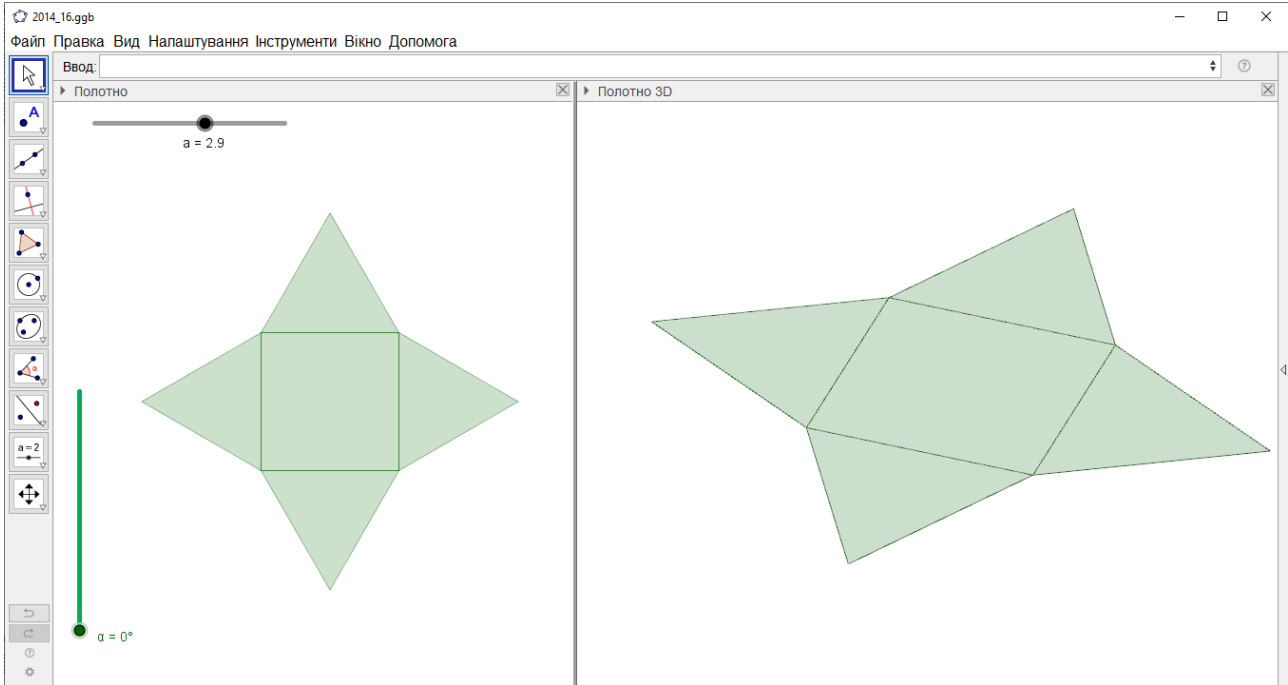 2014_16.ggb
Файл Правка Вид Налаштування Інструменти Вікно Допомога
Ввод:
Полотно
Полотно 3D
a = 2.9
A
α
a=2
α = 0°